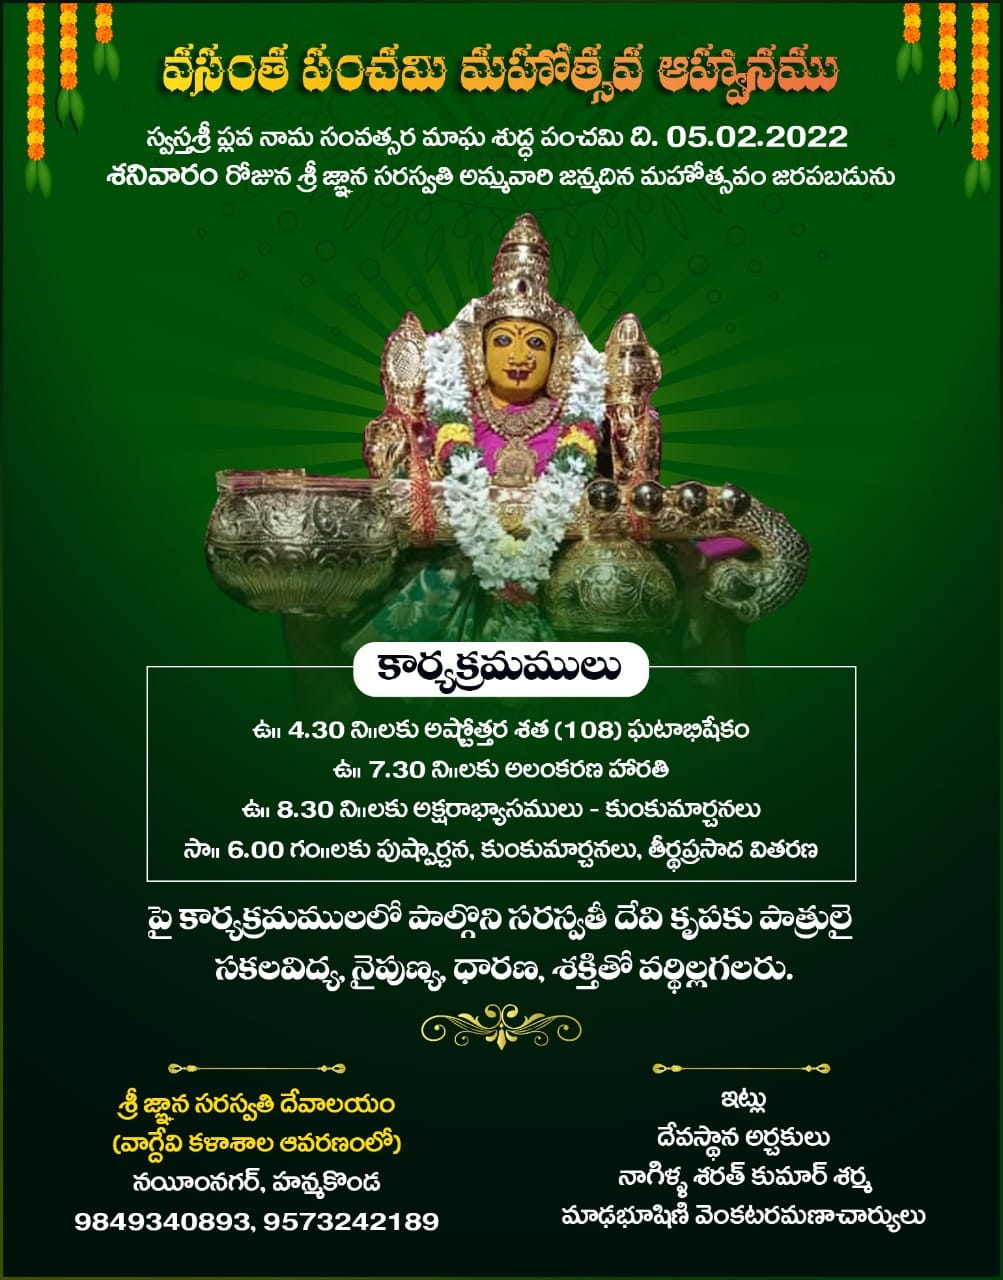 వసంత పంచమి మహోత్సవ ఆహ్వానము
స్వస్తశ్రీ ప్లవ నామ సంవత్సర మాఘ శుద్ధ పంచమి ది. 05.02.2022
శనివారం రోజున శ్రీ జ్ఞాన సరస్వతి అమ్మవారి జన్మదిన మహోత్సవం జరపబడును
కార్యక్రమములు
ఉ॥ 4.30 ని॥లకు అష్టోత్తర శత (108) ఘటాభిషేకం
ఉ॥ 7.30 ని॥లకు అలంకరణ హారతి
ఉ॥ 8.30 ని॥లకు అక్షరాభ్యాసములు - కుంకుమార్చనలు
సా॥ 6.00 గం॥లకు పుష్పార్చన, కుంకుమార్చనలు, తీర్థప్రసాద వితరణ
పై కార్యక్రమములలో పాల్గొని సరస్వతీ దేవి కృపకు పాత్రులై
సకలవిద్య, నైపుణ్య, ధారణ, శక్తితో వర్థిల్లగలరు.
శ్రీ జ్ఞాన సరస్వతి దేవాలయం
(వాగ్దేవి కళాశాల ఆవరణంలో)
నయీంనగర్, హన్మకొండ
9849340893, 9573242189
ఇట్లు
దేవస్థాన అర్చకులు
నాగిళ్ళ శరత్ కుమార్ శర్మ
మాఢభూషిణి వెంకటరమణాచార్యులు